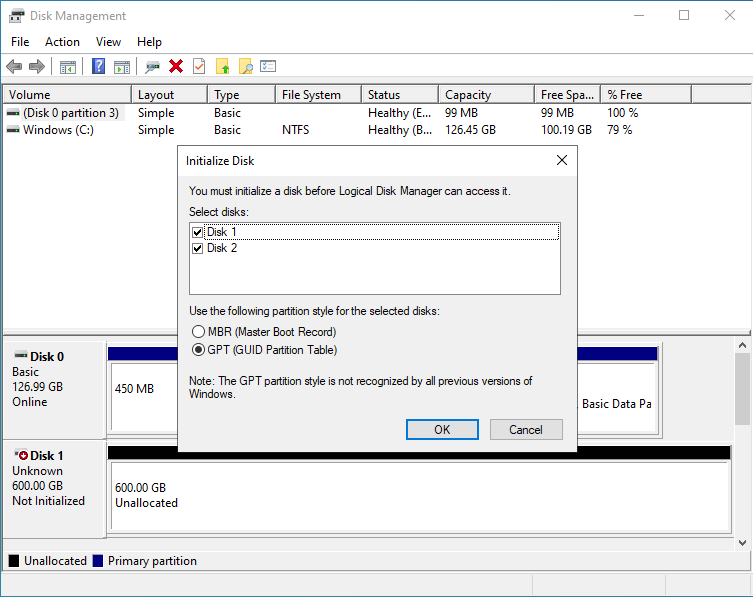 Disk Management
File Action View Help
Volume Layout Type File System Status Capacity Free Spa... % Free
(Disk 0 partition 3) Simple Basic Healthy (E... 99 MB 99 MB 100 %
Windows (C:) Simple Basic NTFS Healthy (B... 126.45 GB 100.19 GB 79 %
Initialize Disk
You must initialize a disk before Logical Disk Manager can access it.
Select disks:
Disk 1
Disk 2
Use the following partition style for the selected disks:
MBR (Master Boot Record)
GPT (GUID Partition Table)
Note: The GPT partition style is not recognized by all previous versions of
Windows.
OK Cancel
Disk 0
Basic
126.99 GB
Online
450 MB
Basic Data Pa
Disk 1
Unknown
600.00 GB
Not Initialized
600.00 GB
Unallocated
Unallocated Primary partition